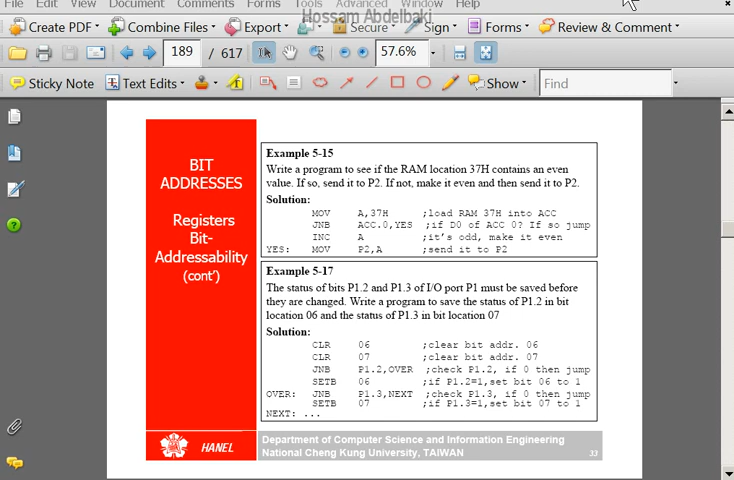 File Edit View Document Comments Forms Tools Advanced Window Help
Hossam Abdelbaki
Create PDF Combine Files Export Secure Sign Forms Review & Comment
189 / 617 57.6%
Sticky Note Text Edits T Show Find
BIT
ADDRESSES
Registers
Bit-
Addressability
(cont')
Example 5-15
Write a program to see if the RAM location 37H contains an even
value. If so, send it to P2. If not, make it even and then send it to P2.
Solution:
MOV A,37H ;load RAM 37H into ACC
JNB ACC.0,YES ;if D0 of ACC 0? If so jump
INC A ;it's odd, make it even
YES: MOV P2,A ;send it to P2
Example 5-17
The status of bits P1.2 and P1.3 of I/O port P1 must be saved before
they are changed. Write a program to save the status of P1.2 in bit
location 06 and the status of P1.3 in bit location 07
Solution:
CLR 06 ;clear bit addr. 06
CLR 07 ;clear bit addr. 07
JNB P1.2,OVER ;check P1.2, if 0 then jump
SETB 06 ;if P1.2=1,set bit 06 to 1
OVER: JNB P1.3,NEXT ;check P1.3, if 0 then jump
SETB 07 ;if P1.3=1,set bit 07 to 1
NEXT: ...
HANEL
Department of Computer Science and Information Engineering
National Cheng Kung University, TAIWAN
33